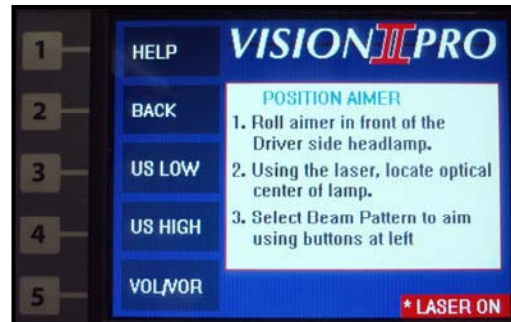 VISION II PRO
1 HELP
2 BACK
3 US LOW
4 US HIGH
5 VOL/VOR
POSITION AIMER
1. Roll aimer in front of the
Driver side headlamp.
2. Using the laser, locate optical
center of lamp.
3. Select Beam Pattern to aim
using buttons at left
* LASER ON